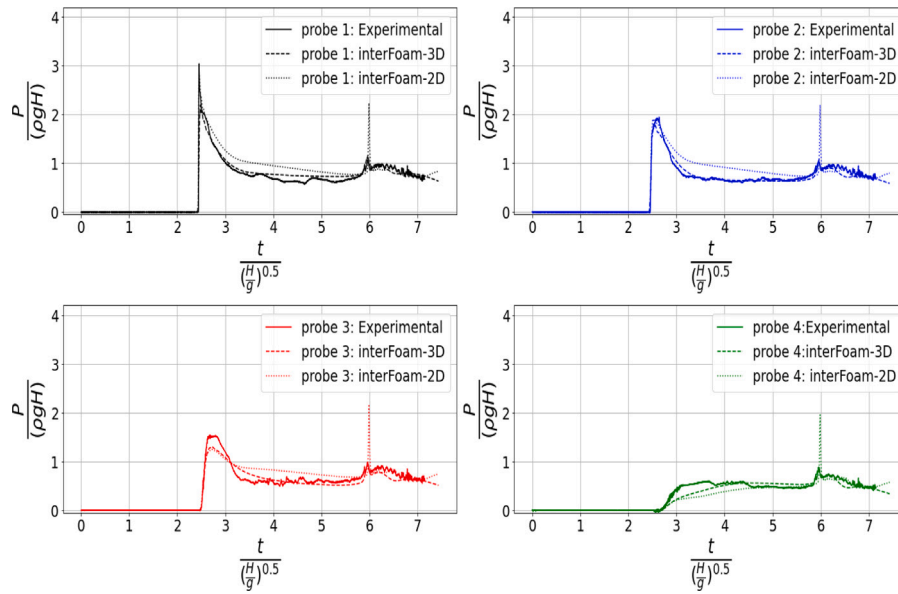 4
3
2
1
0
P
(ρgH)
probe 1: Experimental
probe 1: interFoam-3D
probe 1: interFoam-2D
0 1 2 3 4 5 6 7
t
(H/g)^0.5
4
3
2
1
0
P
(ρgH)
probe 2: Experimental
probe 2: interFoam-3D
probe 2: interFoam-2D
0 1 2 3 4 5 6 7
t
(H/g)^0.5
4
3
2
1
0
P
(ρgH)
probe 3: Experimental
probe 3: interFoam-3D
probe 3: interFoam-2D
0 1 2 3 4 5 6 7
t
(H/g)^0.5
4
3
2
1
0
P
(ρgH)
probe 4:Experimental
probe 4:interFoam-3D
probe 4: interFoam-2D
0 1 2 3 4 5 6 7
t
(H/g)^0.5